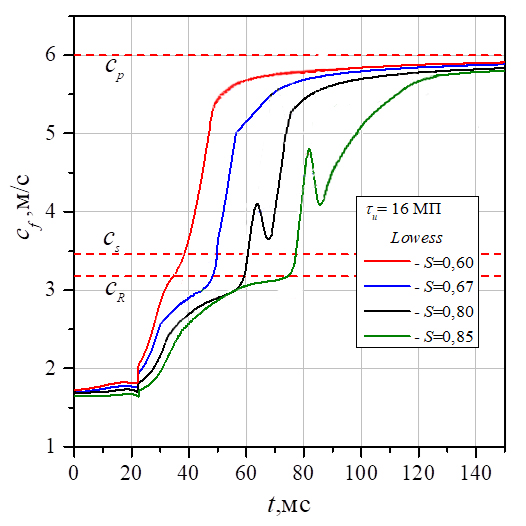 6
5
4
3
2
1
0
20
40
60
80
100
120
140
c_f ,м/с
t,мс
c_p
c_s
c_R
τ_u= 16 МП
Lowess
- S=0,60
- S=0,67
- S=0,80
- S=0,85